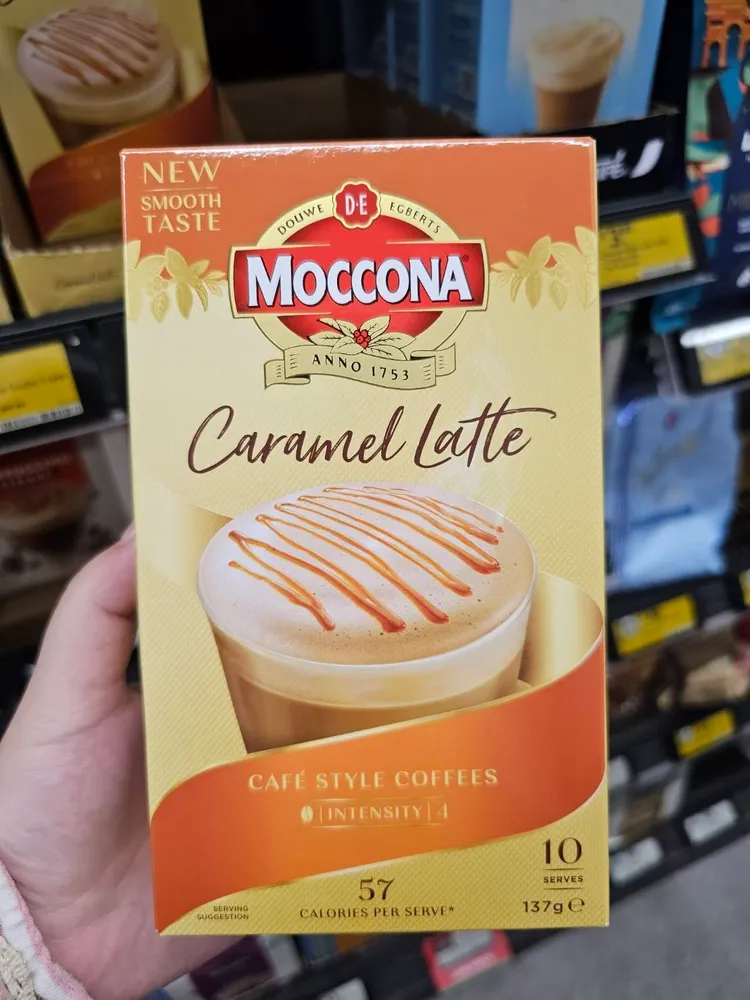 NEW
SMOOTH
TASTE
DOUWE D·E EGBERTS
MOCCONA®
ANNO 1753
Caramel Latte
CAFÉ STYLE COFFEES
INTENSITY 4
10
SERVES
57
CALORIES PER SERVE*
SERVING
SUGGESTION
137g ℮